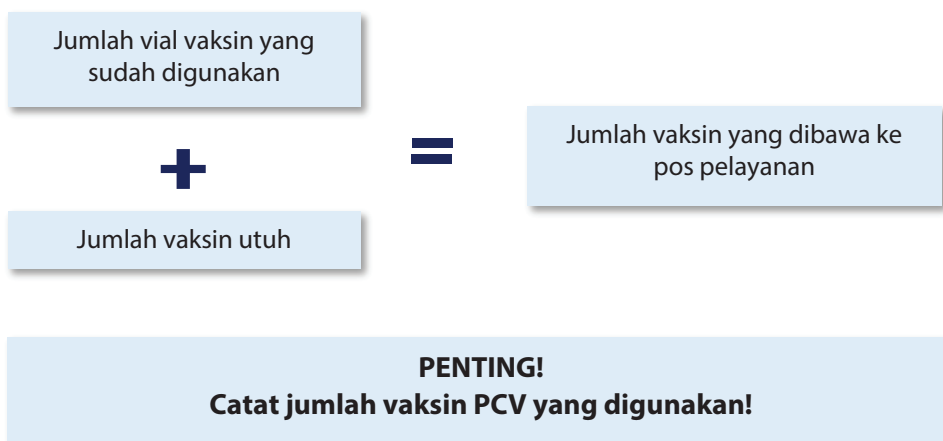 Jumlah vial vaksin yang
sudah digunakan
+
Jumlah vaksin utuh
=
Jumlah vaksin yang dibawa ke
pos pelayanan
PENTING!
Catat jumlah vaksin PCV yang digunakan!